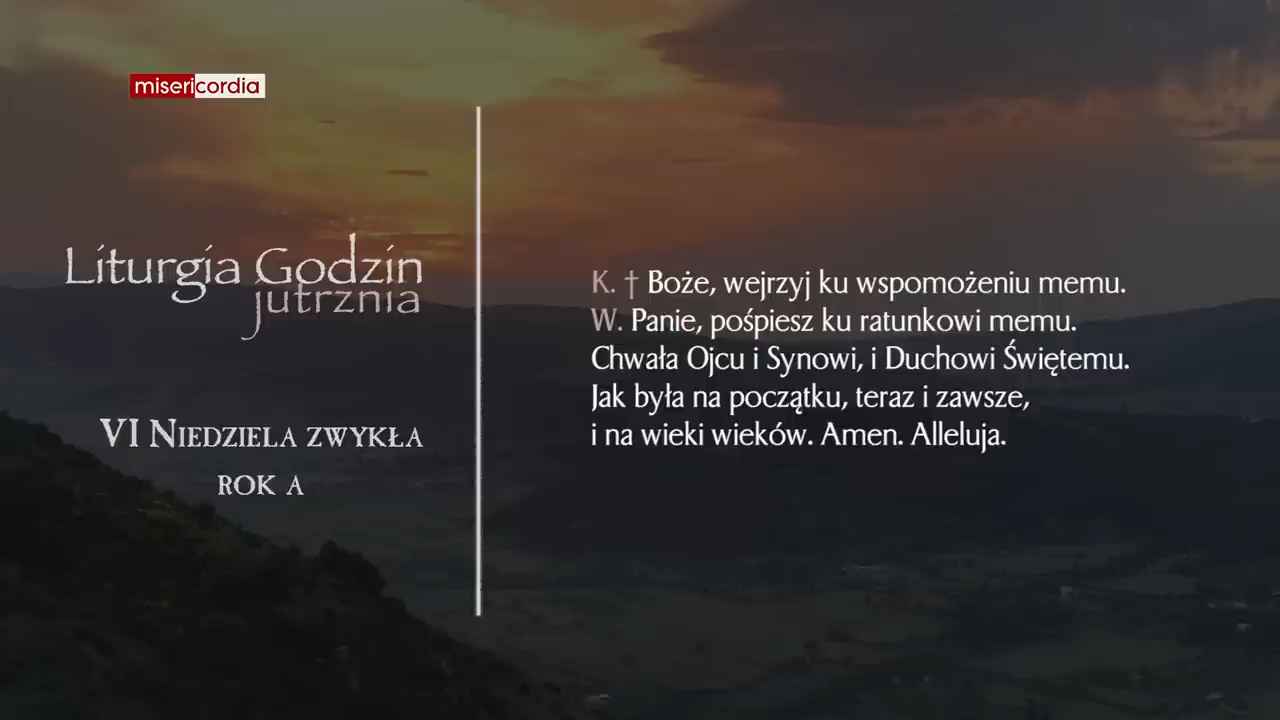 misericordia
Liturgia Godzin
jutrznia
VI Niedziela zwykła
rok A
K. † Boże, wejrzyj ku wspomożeniu memu.
W. Panie, pośpiesz ku ratunkowi memu.
Chwała Ojcu i Synowi, i Duchowi Świętemu.
Jak była na początku, teraz i zawsze,
i na wieki wieków. Amen. Alleluja.